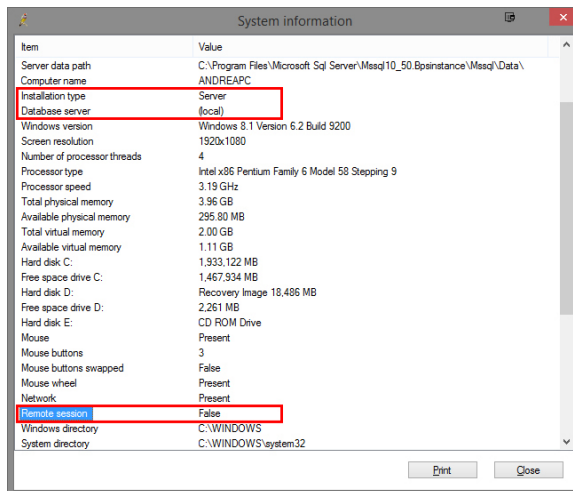 System information
Item Value
Server data path C:\Program Files\Microsoft Sql Server\Mssql10_50.Bpsinstance\Mssql\Data\
Computer name ANDREAPC
Installation type Server
Database server (local)
Windows version Windows 8.1 Version 6.2 Build 9200
Screen resolution 1920x1080
Number of processor threads 4
Processor type Intel x86 Pentium Family 6 Model 58 Stepping 9
Processor speed 3.19 GHz
Total physical memory 3.96 GB
Available physical memory 295.80 MB
Total virtual memory 2.00 GB
Available virtual memory 1.11 GB
Hard disk C: 1,933,122 MB
Free space drive C: 1,467,934 MB
Hard disk D: Recovery Image 18,486 MB
Free space drive D: 2,261 MB
Hard disk E: CD ROM Drive
Mouse Present
Mouse buttons 3
Mouse buttons swapped False
Mouse wheel Present
Network Present
Remote session False
Windows directory C:\WINDOWS
System directory C:\WINDOWS\system32
Print Close